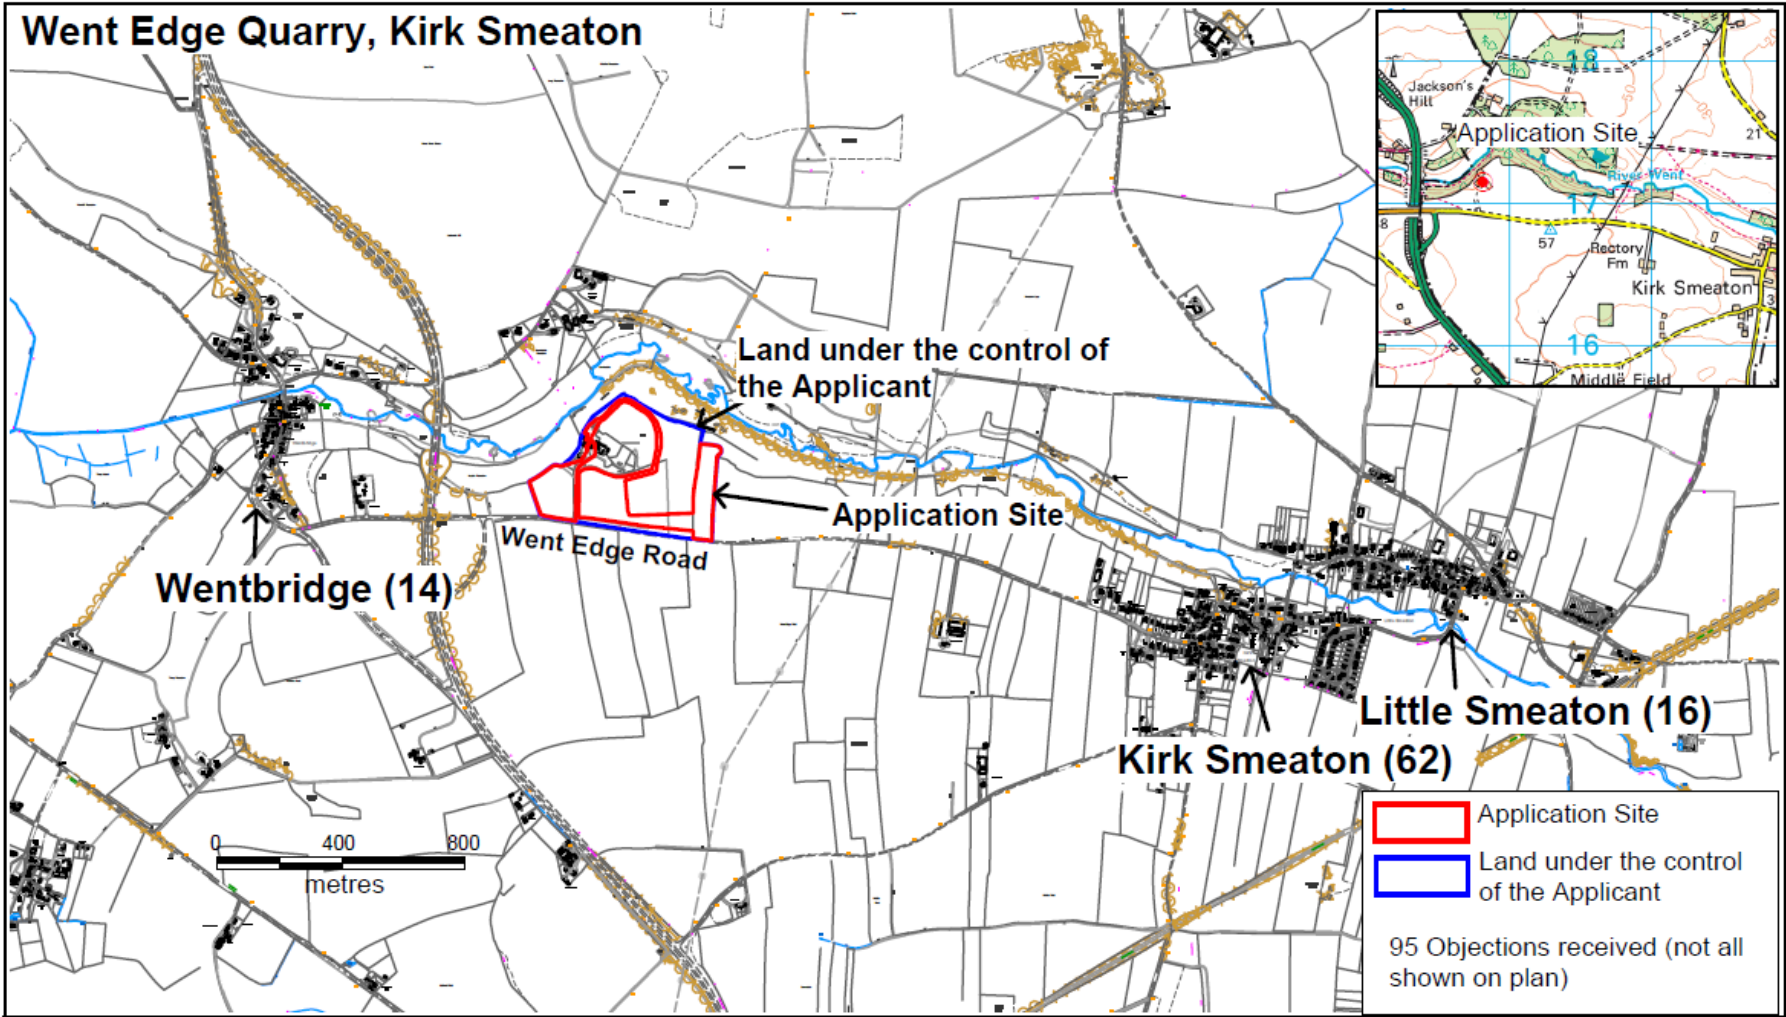 Went Edge Quarry, Kirk Smeaton
18
Jackson's
Hill
Application Site
21
River Went
17
8
57
Rectory
Fm
Kirk Smeaton
3
16
Middle Field
Land under the control of
the Applicant
Application Site
Went Edge Road
Wentbridge (14)
Little Smeaton (16)
Kirk Smeaton (62)
0 400 800
metres
Application Site
Land under the control
of the Applicant
95 Objections received (not all
shown on plan)